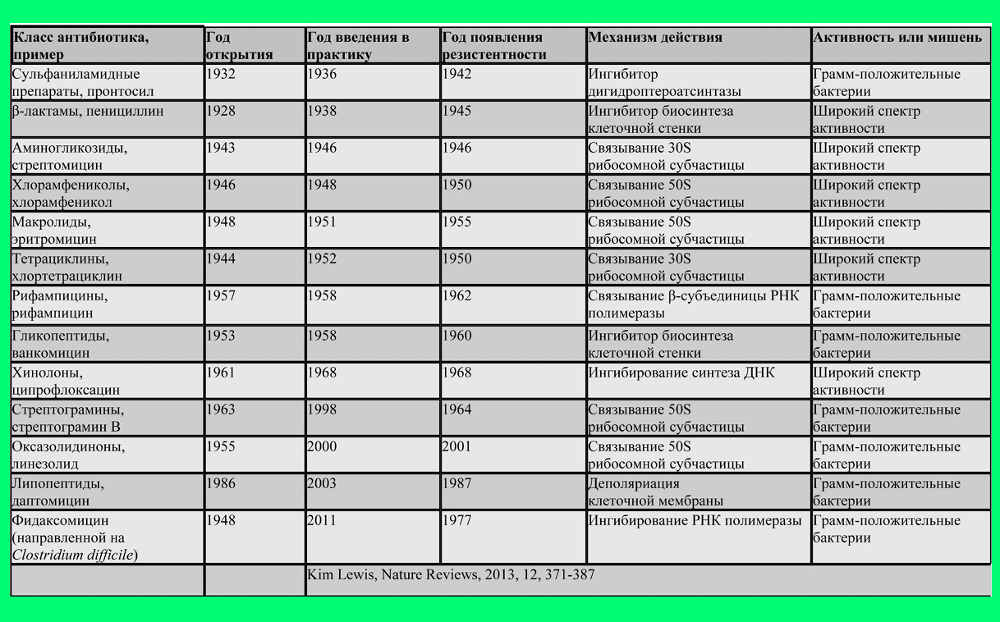 Класс антибиотика,
пример
Год
открытия
Год введения в
практику
Год появления
резистентности
Механизм действия
Активность или мишень
Сульфаниламидные
препараты, пронтосил
1932
1936
1942
Ингибитор
дигидроптероатсинтазы
Грамм-положительные
бактерии
β-лактамы, пенициллин
1928
1938
1945
Ингибитор биосинтеза
клеточной стенки
Широкий спектр
активности
Аминогликозиды,
стрептомицин
1943
1946
1946
Связывание 30S
рибосомной субчастицы
Широкий спектр
активности
Хлорамфениколы,
хлорамфеникол
1946
1948
1950
Связывание 50S
рибосомной субчастицы
Широкий спектр
активности
Макролиды,
эритромицин
1948
1951
1955
Связывание 50S
рибосомной субчастицы
Широкий спектр
активности
Тетрациклины,
хлортетрациклин
1944
1952
1950
Связывание 30S
рибосомной субчастицы
Широкий спектр
активности
Рифампицины,
рифампицин
1957
1958
1962
Связывание β-субъединицы РНК
полимеразы
Грамм-положительные
бактерии
Гликопептиды,
ванкомицин
1953
1958
1960
Ингибитор биосинтеза
клеточной стенки
Грамм-положительные
бактерии
Хинолоны,
ципрофлоксацин
1961
1968
1968
Ингибирование синтеза ДНК
Широкий спектр
активности
Стрептограмины,
стрептограмин В
1963
1998
1964
Связывание 50S
рибосомной субчастицы
Грамм-положительные
бактерии
Оксазолидиноны,
линезолид
1955
2000
2001
Связывание 50S
рибосомной субчастицы
Грамм-положительные
бактерии
Липопептиды,
даптомицин
1986
2003
1987
Деполяриация
клеточной мембраны
Грамм-положительные
бактерии
Фидаксомицин
(направленной на
Clostridium difficile)
1948
2011
1977
Ингибирование РНК полимеразы
Грамм-положительные
бактерии
Kim Lewis, Nature Reviews, 2013, 12, 371-387